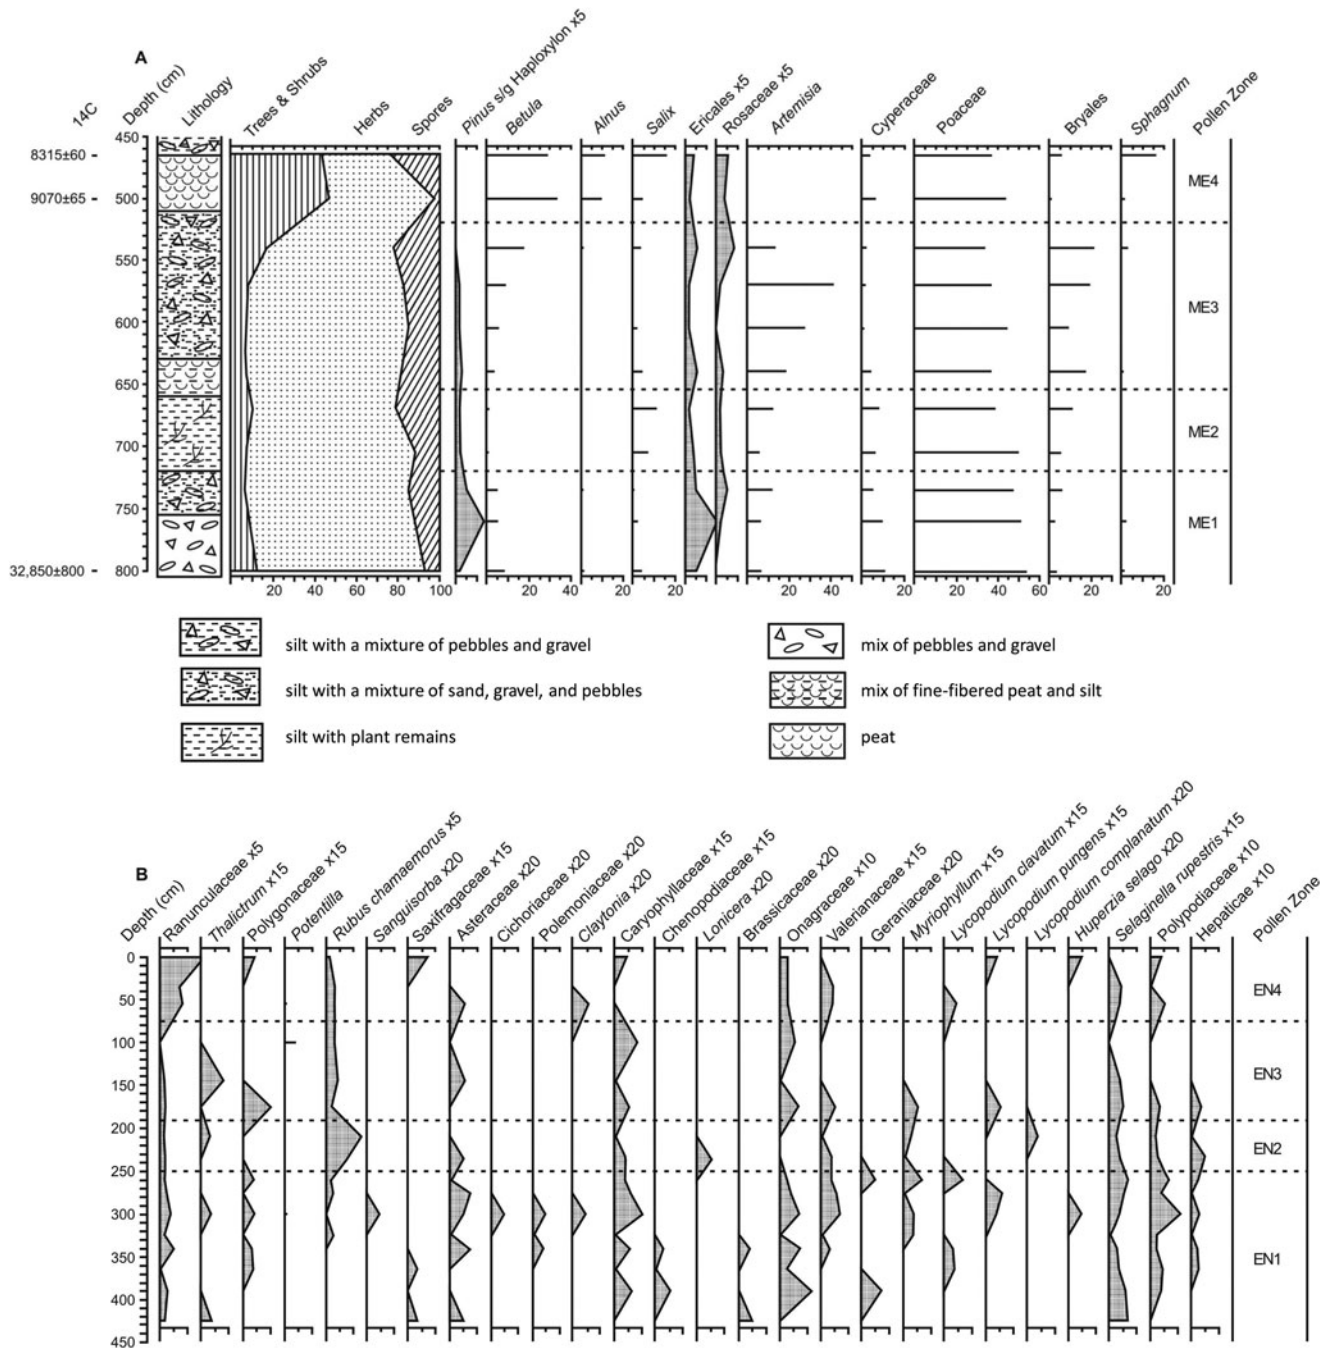 A
14C
Depth (cm)
Lithology
Trees & Shrubs
Herbs
Spores
Pinus s/g Haploxylon x5
Betula
Alnus
Salix
Ericales x5
Rosaceae x5
Artemisia
Cyperaceae
Poaceae
Bryales
Sphagnum
Pollen Zone
450
8315±60
9070±65
500
550
600
650
700
750
32,850±800
800
ME4
ME3
ME2
ME1
20 40 60 80 100 20 20 40 20 20 20 20 20 40 20 20 40 60 20 20
silt with a mixture of pebbles and gravel
mix of pebbles and gravel
silt with a mixture of sand, gravel, and pebbles
mix of fine-fibered peat and silt
silt with plant remains
peat
B
Depth (cm)
Ranunculaceae x5
Thalictrum x15
Polygonaceae x15
Potentilla
Rubus chamaemorus x5
Sanguisorba x20
Saxifragaceae x15
Asteraceae x20
Cichoriaceae x20
Polemoniaceae x20
Claytonia x20
Caryophyllaceae x15
Chenopodiaceae x15
Lonicera x20
Brassicaceae x20
Onagraceae x10
Valerianaceae x15
Geraniaceae x20
Myriophyllum x15
Lycopodium clavatum x15
Lycopodium pungens x15
Lycopodium complanatum x20
Huperzia selago x20
Selaginella rupestris x15
Polypodiaceae x10
Hepaticae x10
Pollen Zone
0
50
100
150
200
250
300
350
400
450
EN4
EN3
EN2
EN1